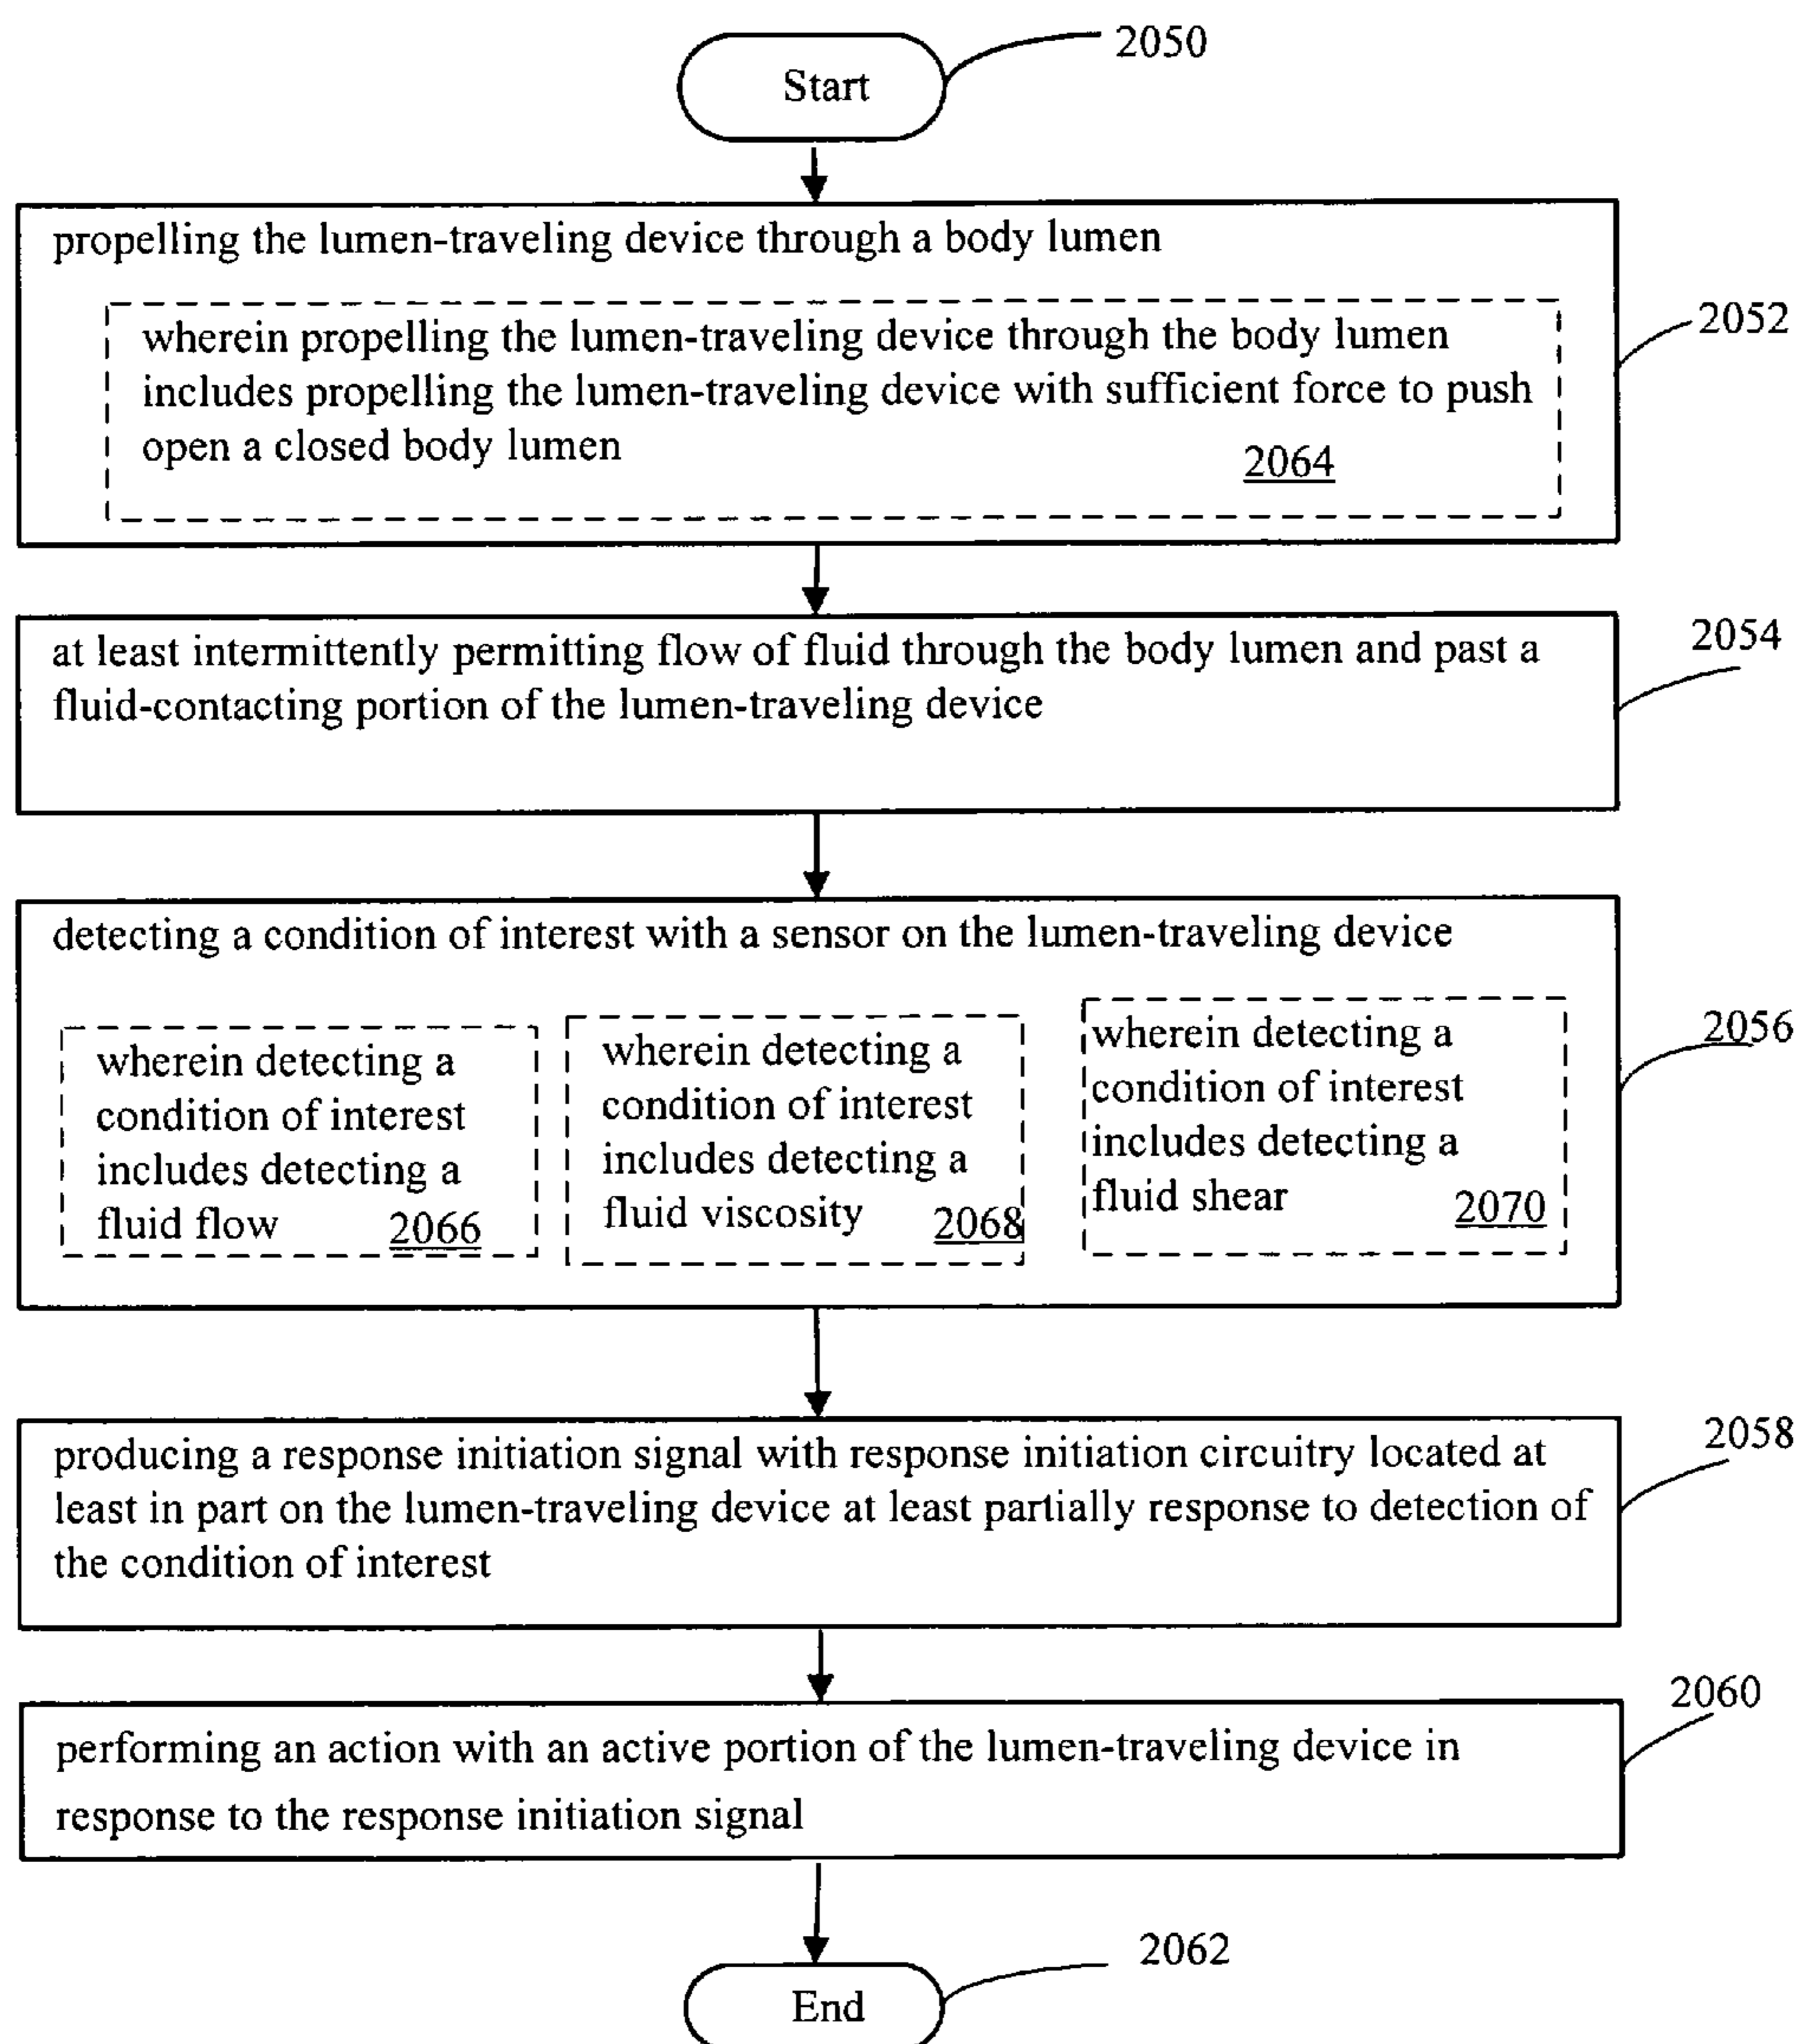 Start
2050
propelling the lumen-traveling device through a body lumen
wherein propelling the lumen-traveling device through the body lumen
includes propelling the lumen-traveling device with sufficient force to push
open a closed body lumen
2064
2052
at least intermittently permitting flow of fluid through the body lumen and past a
fluid-contacting portion of the lumen-traveling device
2054
detecting a condition of interest with a sensor on the lumen-traveling device
wherein detecting a
condition of interest
includes detecting a
fluid flow 2066
wherein detecting a
condition of interest
includes detecting a
fluid viscosity 2068
wherein detecting a
condition of interest
includes detecting a
fluid shear 2070
2056
producing a response initiation signal with response initiation circuitry located at
least in part on the lumen-traveling device at least partially response to detection of
the condition of interest
2058
performing an action with an active portion of the lumen-traveling device in
response to the response initiation signal
2060
End
2062